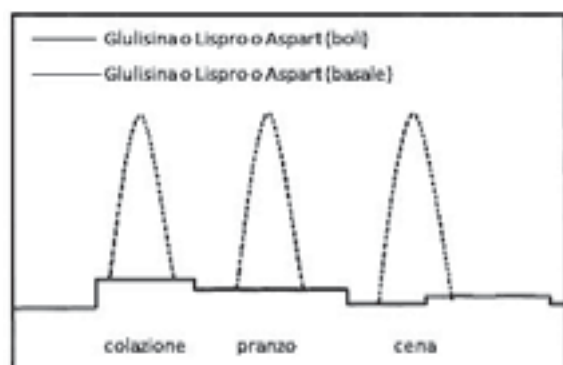 Glulisina o Lispro o Aspart (boli)
Glulisina o Lispro o Aspart (basale)
colazione pranzo cena